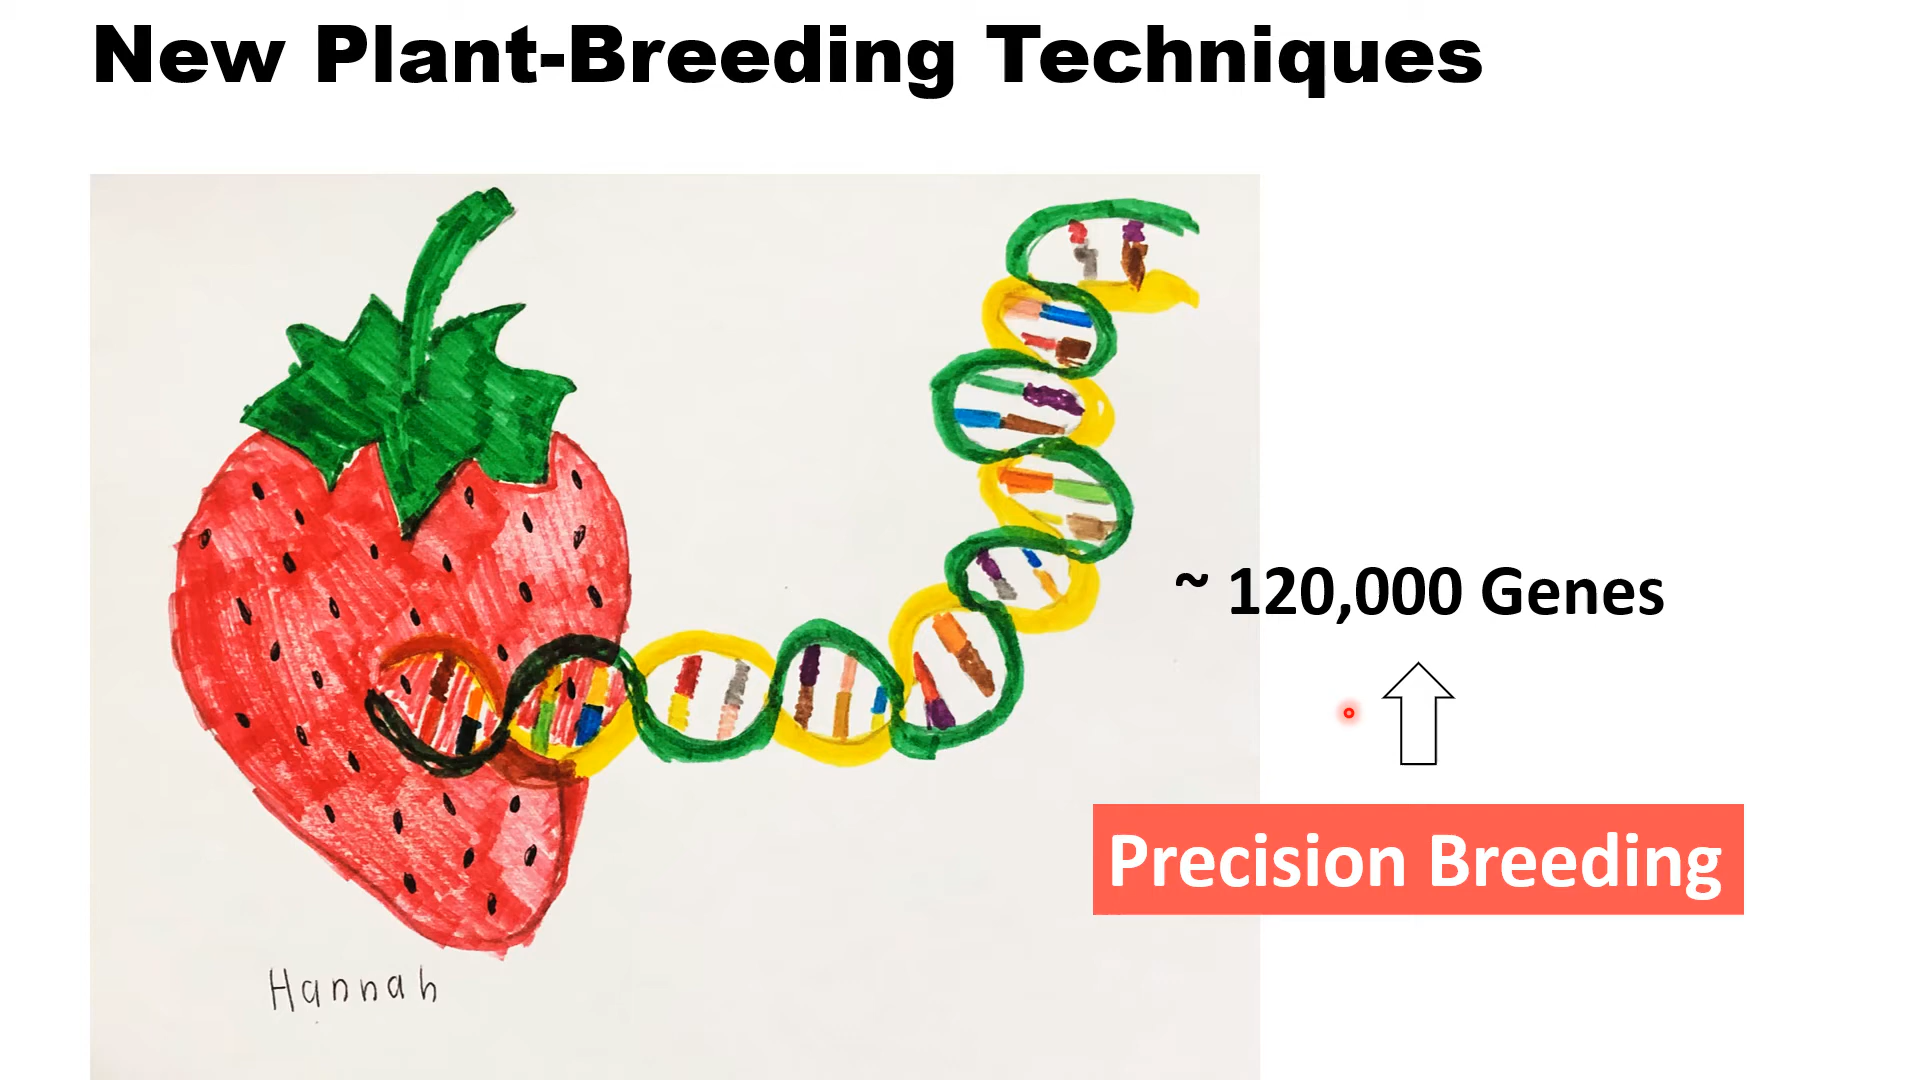 New Plant-Breeding Techniques
~ 120,000 Genes
Precision Breeding
Hannah